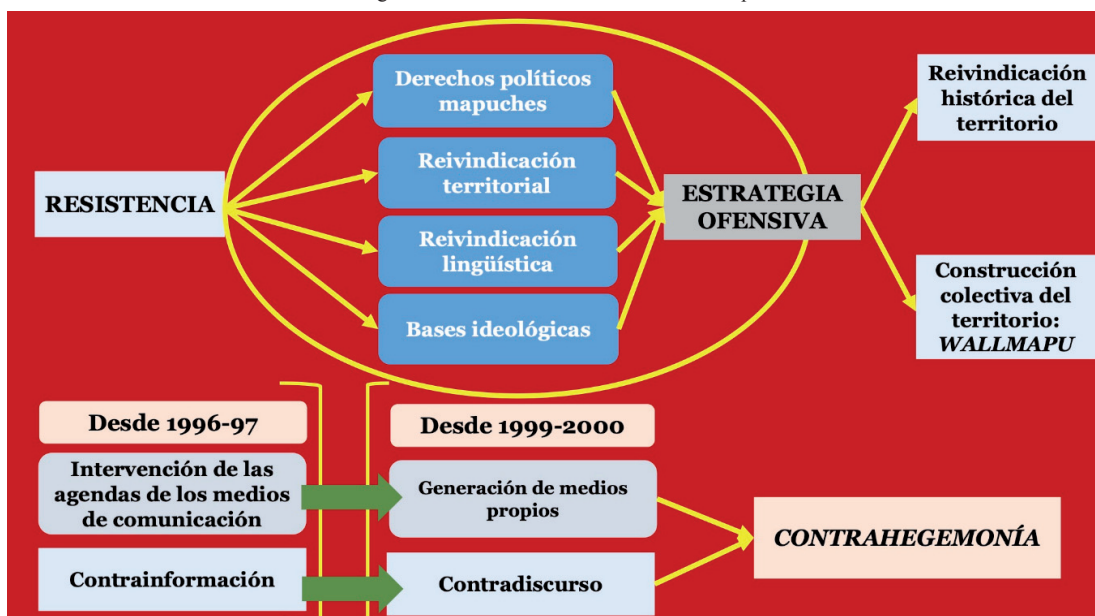 Derechos políticos
mapuches
Reivindicación
territorial
Reivindicación
lingüística
Bases ideológicas
RESISTENCIA
ESTRATEGIA
OFENSIVA
Reivindicación
histórica del
territorio
Construcción
colectiva del
territorio:
WALLMAPU
Desde 1996-97
Desde 1999-2000
Intervención de las
agendas de los medios
de comunicación
Generación de medios
propios
Contrainformación
Contradiscurso
CONTRAHEGEMONÍA